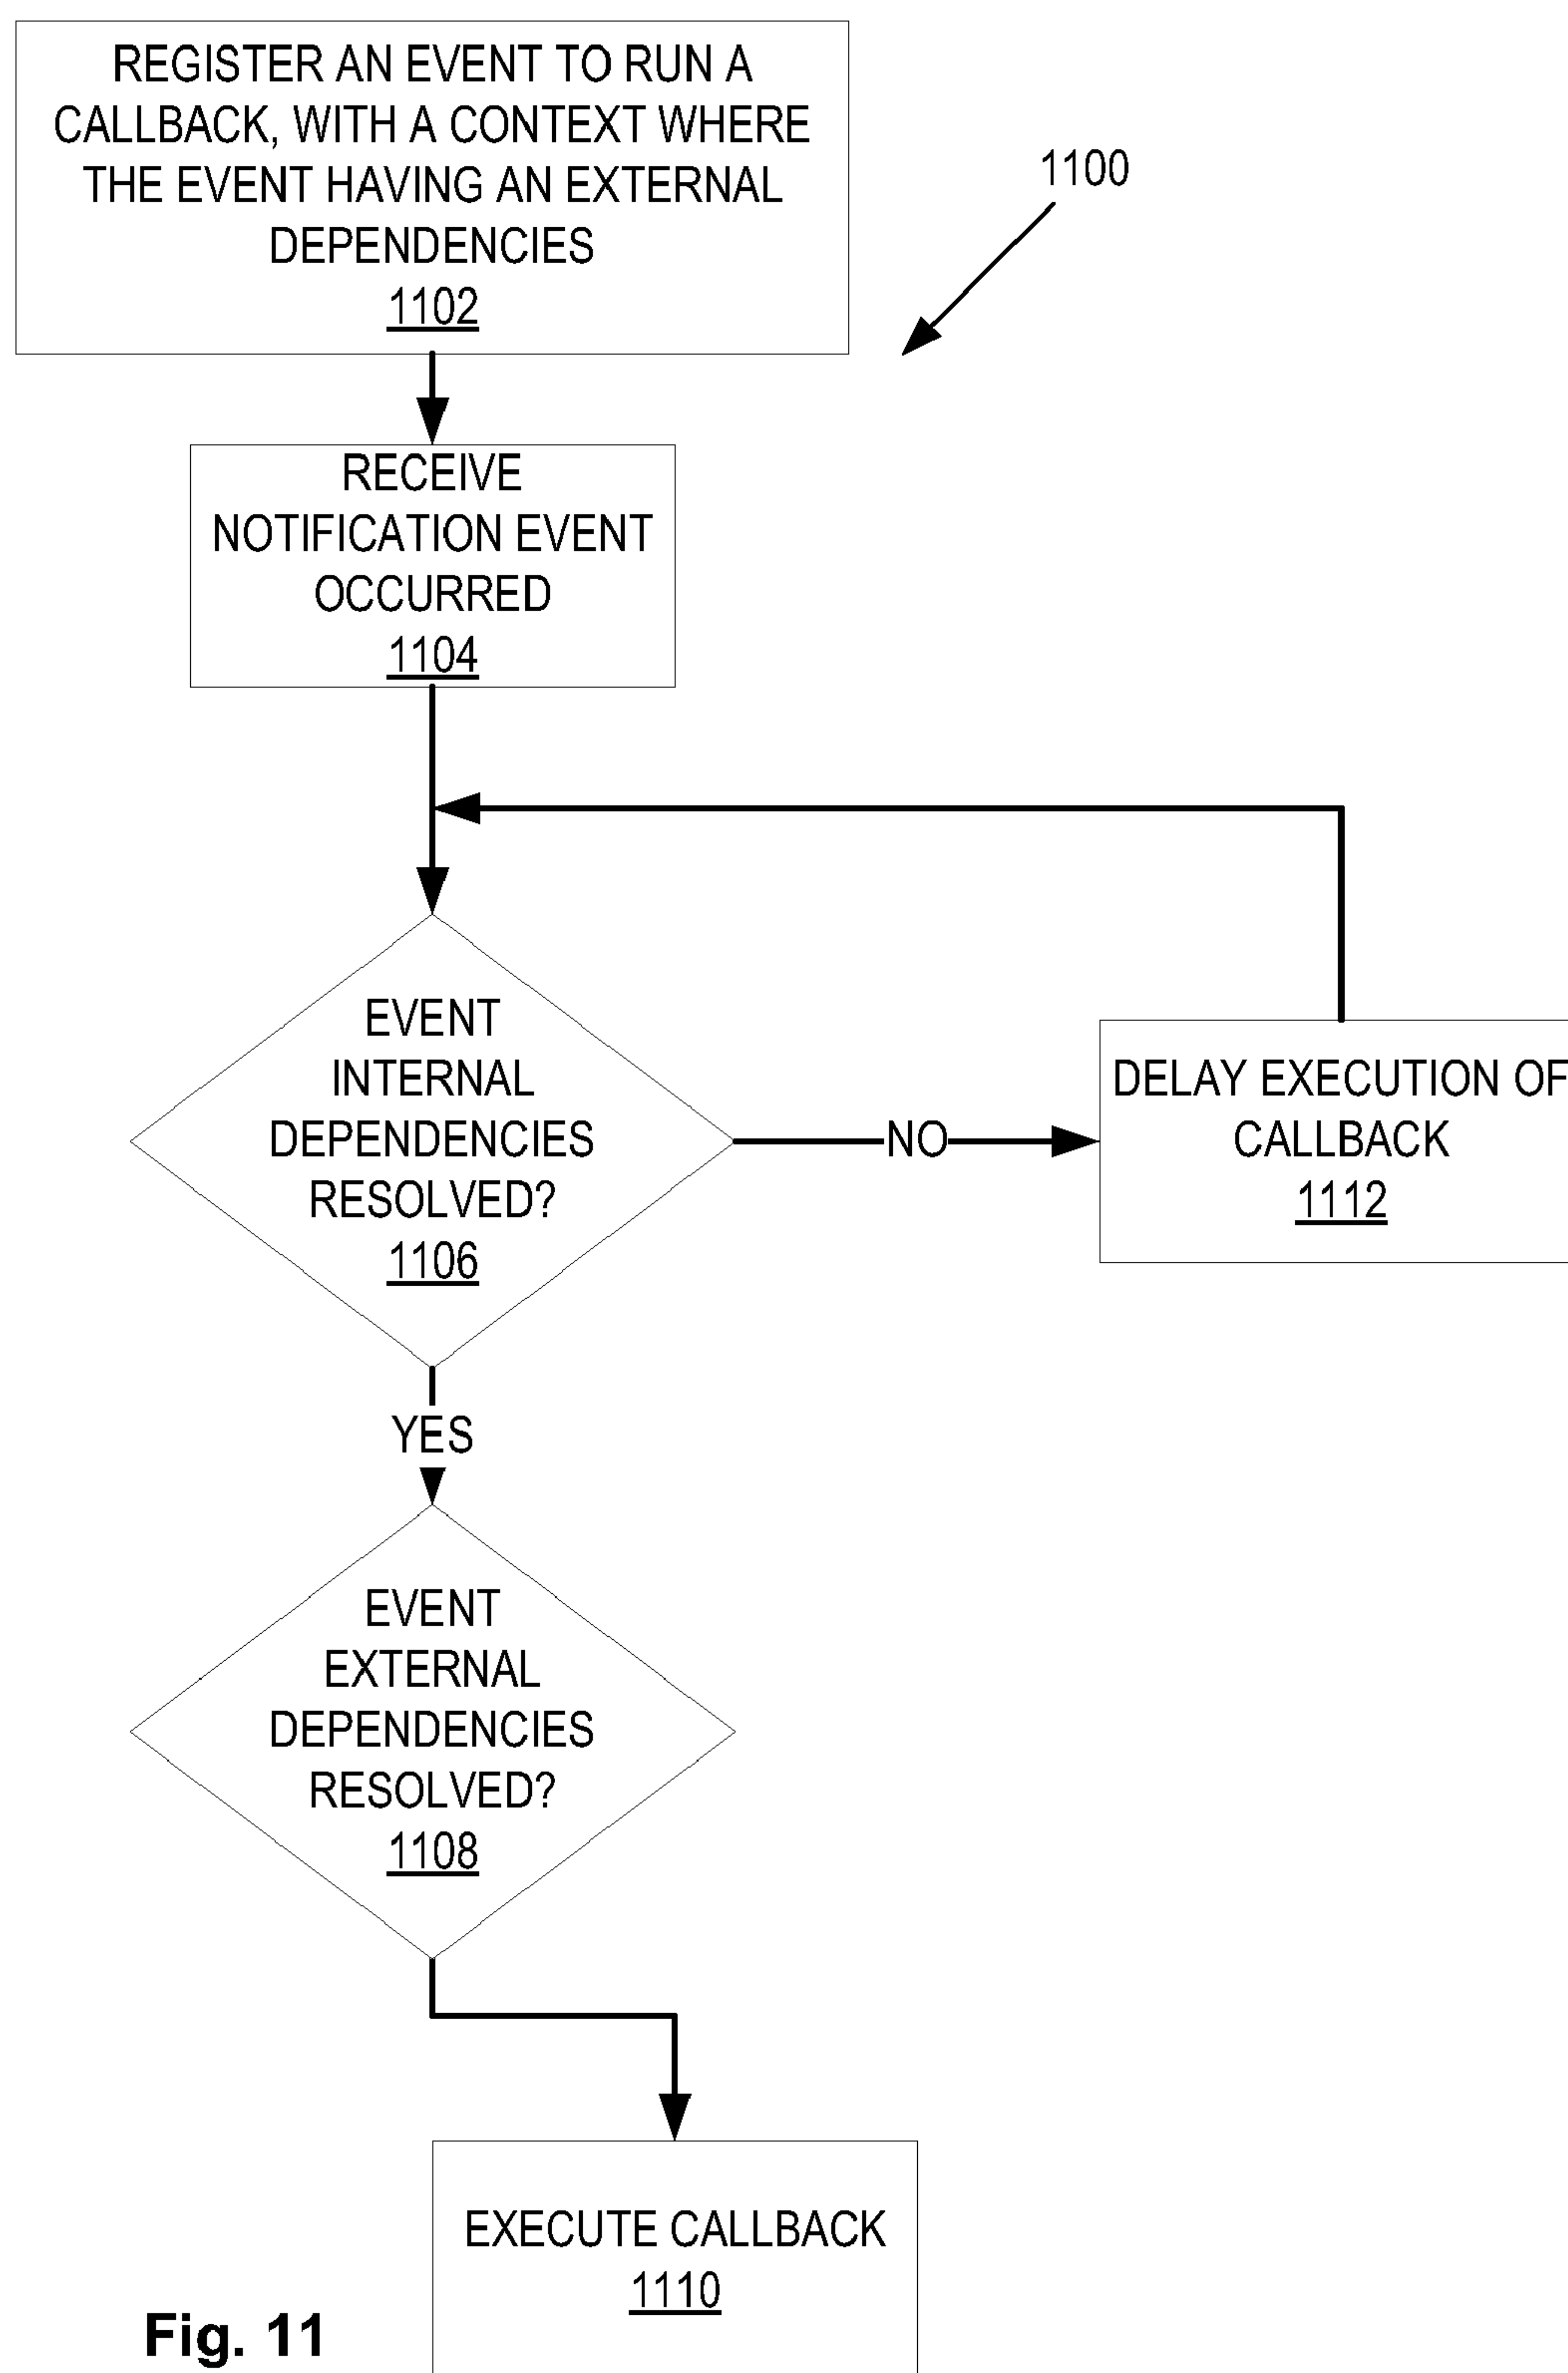 REGISTER AN EVENT TO RUN A
CALLBACK, WITH A CONTEXT WHERE
THE EVENT HAVING AN EXTERNAL
DEPENDENCIES
1102
1100
RECEIVE
NOTIFICATION EVENT
OCCURRED
1104
EVENT
INTERNAL
DEPENDENCIES
RESOLVED?
1106
NO
DELAY EXECUTION OF
CALLBACK
1112
YES
EVENT
EXTERNAL
DEPENDENCIES
RESOLVED?
1108
EXECUTE CALLBACK
1110
Fig. 11